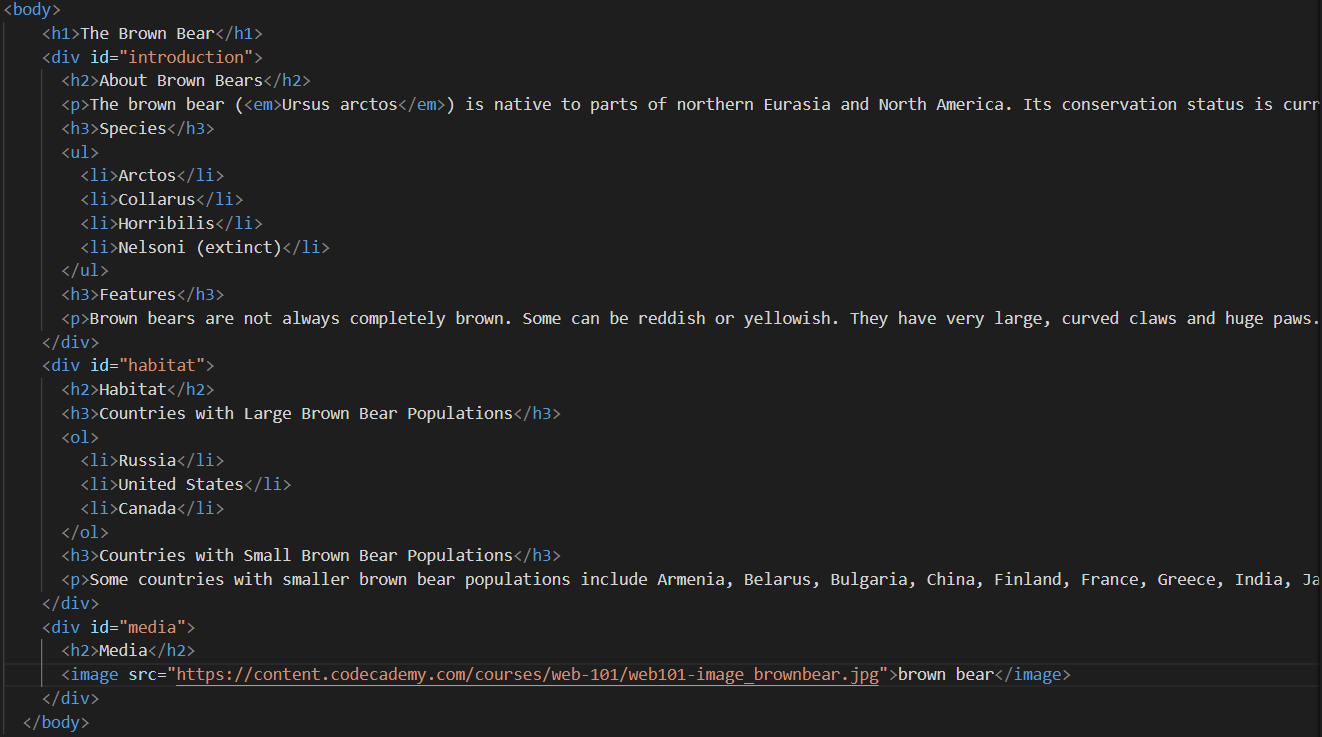 <body>
<h1>The Brown Bear</h1>
<div id="introduction">
<h2>About Brown Bears</h2>
<p>The brown bear (<em>Ursus arctos</em>) is native to parts of northern Eurasia and North America. Its conservation status is curr
<h3>Species</h3>
<ul>
<li>Arctos</li>
<li>Collarus</li>
<li>Horribilis</li>
<li>Nelsoni (extinct)</li>
</ul>
<h3>Features</h3>
<p>Brown bears are not always completely brown. Some can be reddish or yellowish. They have very large, curved claws and huge paws.
</div>
<div id="habitat">
<h2>Habitat</h2>
<h3>Countries with Large Brown Bear Populations</h3>
<ol>
<li>Russia</li>
<li>United States</li>
<li>Canada</li>
</ol>
<h3>Countries with Small Brown Bear Populations</h3>
<p>Some countries with smaller brown bear populations include Armenia, Belarus, Bulgaria, China, Finland, France, Greece, India, Ja
</div>
<div id="media">
<h2>Media</h2>
<image src="https://content.codecademy.com/courses/web-101/web101-image_brownbear.jpg">brown bear</image>
</div>
</body>